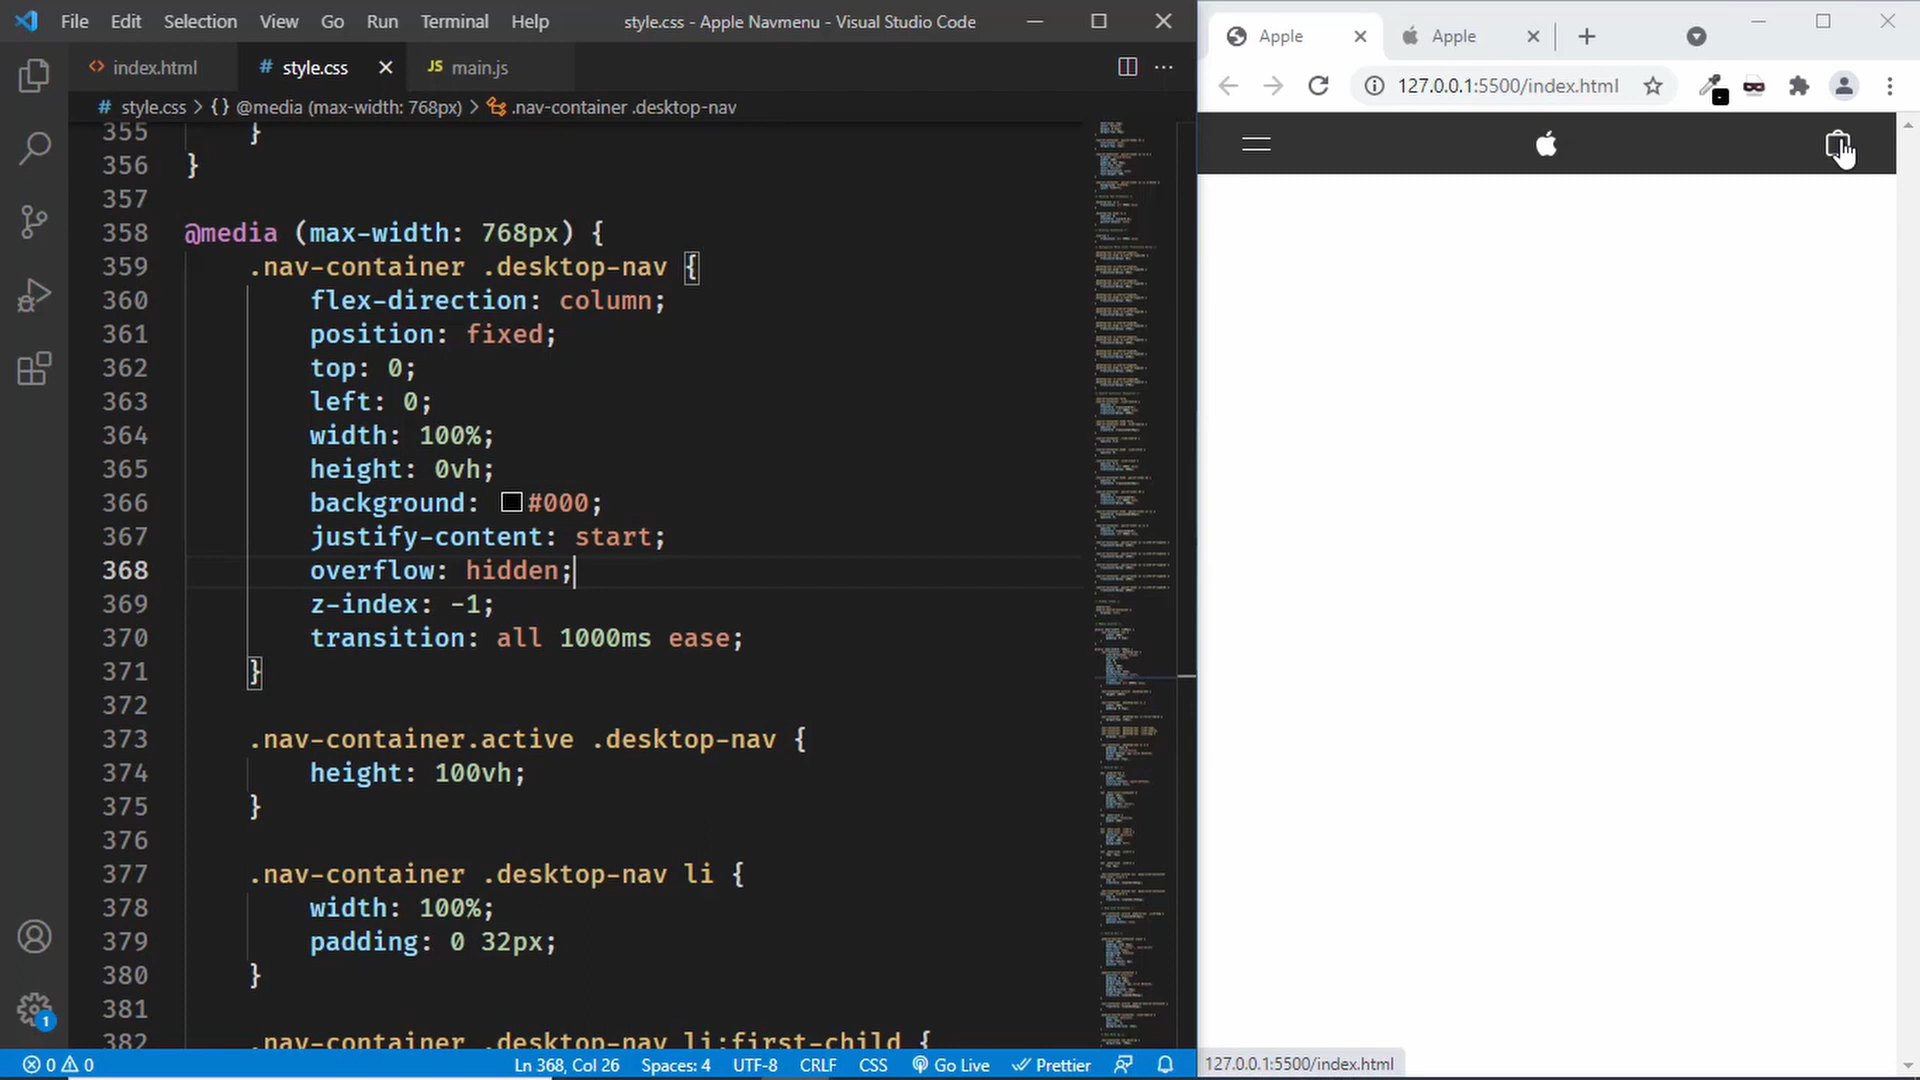 File Edit Selection View Go Run Terminal Help style.css - Apple Navmenu - Visual Studio Code
<> index.html # style.css JS main.js
# style.css > {} @media (max-width: 768px) > .nav-container .desktop-nav
355 }
356 }
357
358 @media (max-width: 768px) {
359 .nav-container .desktop-nav {
360 flex-direction: column;
361 position: fixed;
362 top: 0;
363 left: 0;
364 width: 100%;
365 height: 0vh;
366 background: #000;
367 justify-content: start;
368 overflow: hidden;
369 z-index: -1;
370 transition: all 1000ms ease;
371 }
372
373 .nav-container.active .desktop-nav {
374 height: 100vh;
375 }
376
377 .nav-container .desktop-nav li {
378 width: 100%;
379 padding: 0 32px;
380 }
381
382 .nav-container .desktop-nav li:first-child {
1
0 0 Ln 368, Col 26 Spaces: 4 UTF-8 CRLF CSS Go Live Prettier
Apple Apple
127.0.0.1:5500/index.html
127.0.0.1:5500/index.html